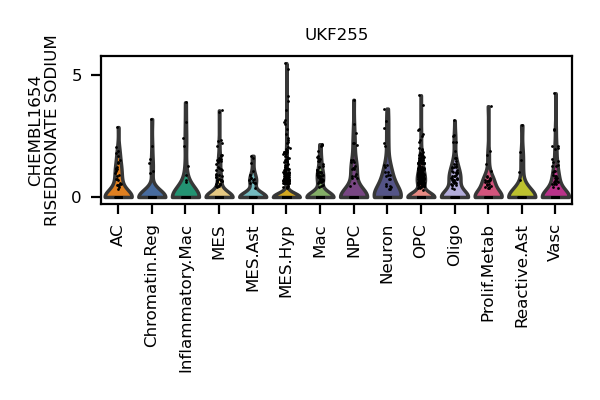 UKF255
CHEMBL1654
RISEDRONATE SODIUM
5
0
AC
Chromatin.Reg
Inflammatory.Mac
MES
MES.Ast
MES.Hyp
Mac
NPC
Neuron
OPC
Oligo
Prolif.Metab
Reactive.Ast
Vasc